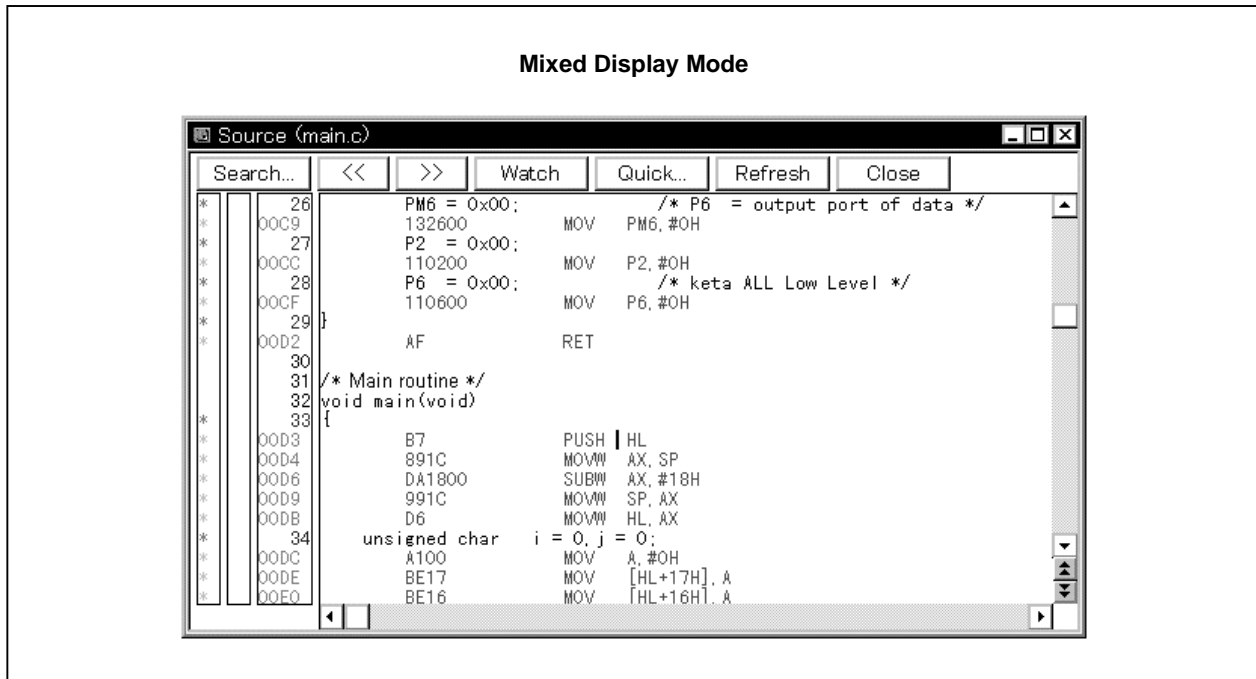 Mixed Display Mode
Source (main.c)
Search... << >> Watch Quick... Refresh Close
* 26 PM6 = 0x00; /* P6 = output port of data */
* 00C9 132600 MOV PM6,#0H
* 27 P2 = 0x00;
* 00CC 110200 MOV P2,#0H
* 28 P6 = 0x00; /* keta ALL Low Level */
* 00CF 110600 MOV P6,#0H
* 29 }
* 00D2 AF RET
30
31 /* Main routine */
32 void main(void)
* 33 {
* 00D3 B7 PUSH HL
* 00D4 891C MOVW AX,SP
* 00D6 DA1800 SUBW AX,#18H
* 00D9 991C MOVW SP,AX
* 00DB D6 MOVW HL,AX
* 34 unsigned char i = 0, j = 0;
* 00DC A100 MOV A,#0H
* 00DE BE17 MOV [HL+17H],A
* 00E0 BE16 MOV [HL+16H],A